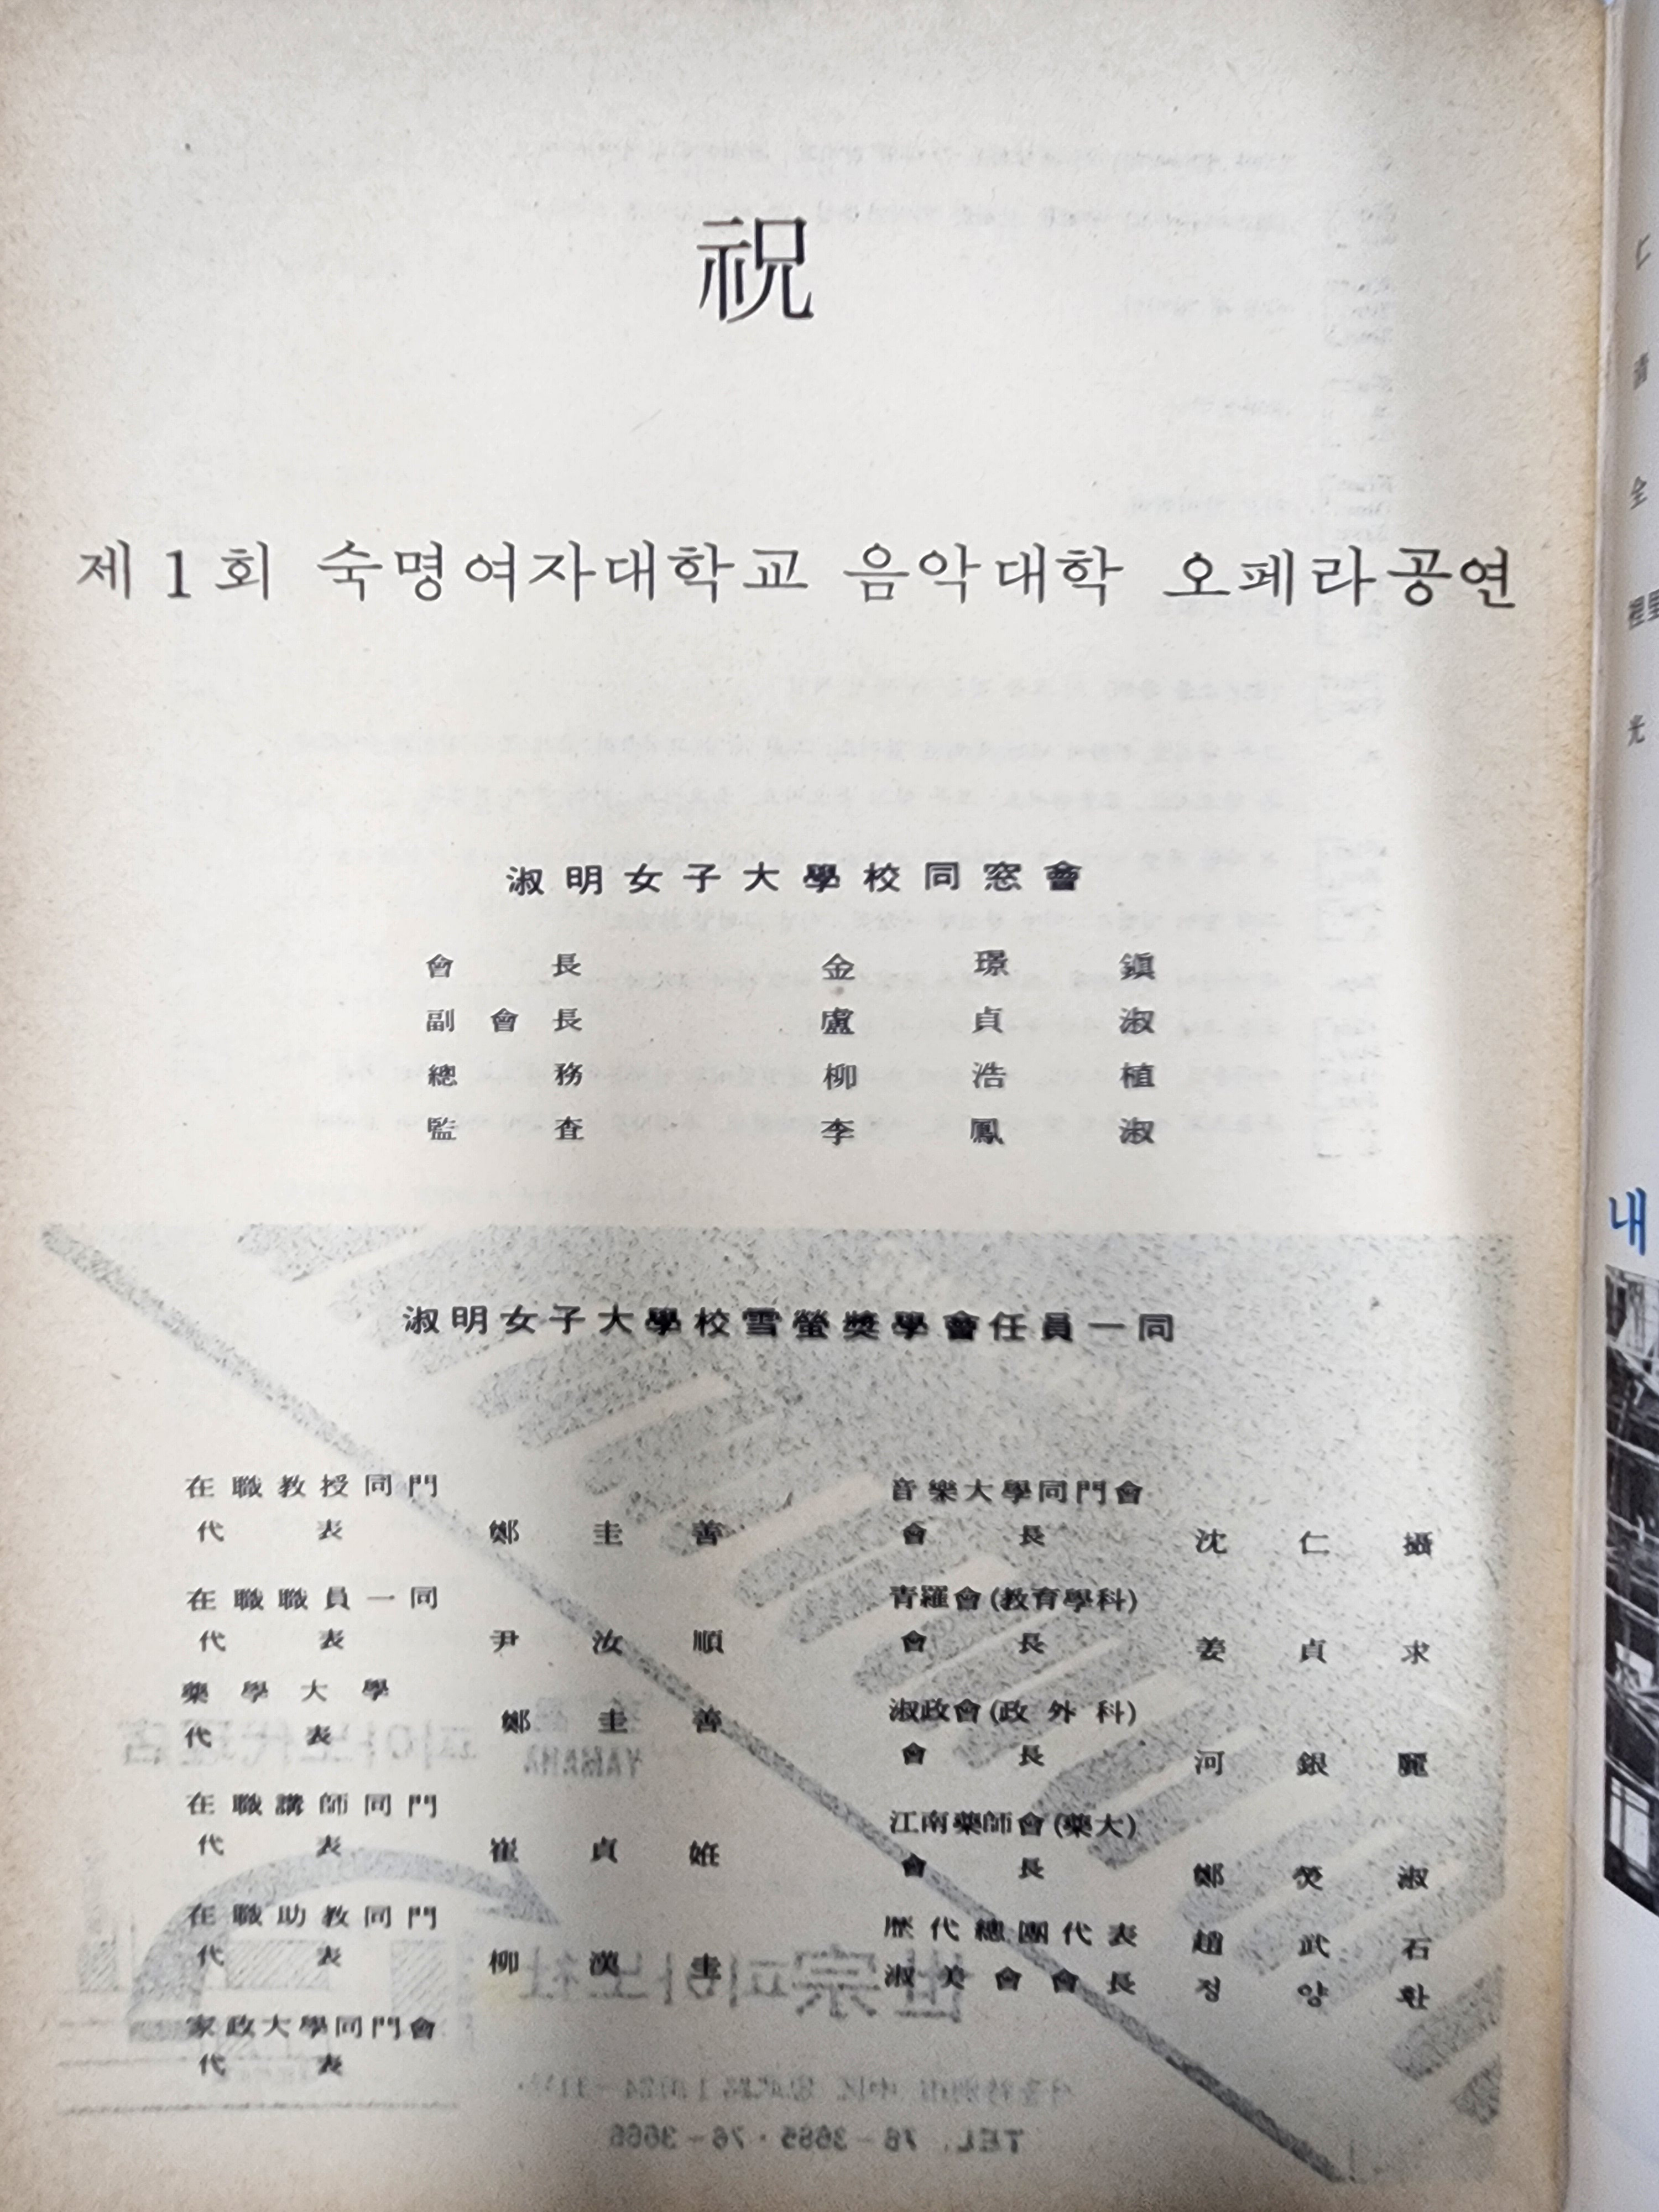 祝
제 1 회 숙명여자대학교 음악대학 오페라공연
淑明女子大學校同窓會
會長 金璟鎭
副會長 盧貞淑
總務 柳浩植
監査 李鳳淑
淑明女子大學校雪螢奬學會任員一同
在職教授同門
代表 鄭圭善
在職職員一同
代表 尹汝順
藥學大學
代表 鄭圭善
在職講師同門
代表 崔貞姙
在職助教同門
代表 柳漢圭
家政大學同門會
代表
音樂大學同門會
會長 沈仁攝
青羅會(教育學科)
會長 姜貞求
淑政會(政外科)
會長 河銀麗
江南藥師會(藥大)
會長 鄭 淑
歷代總團代表 趙武石
淑美會會長 정양환
내